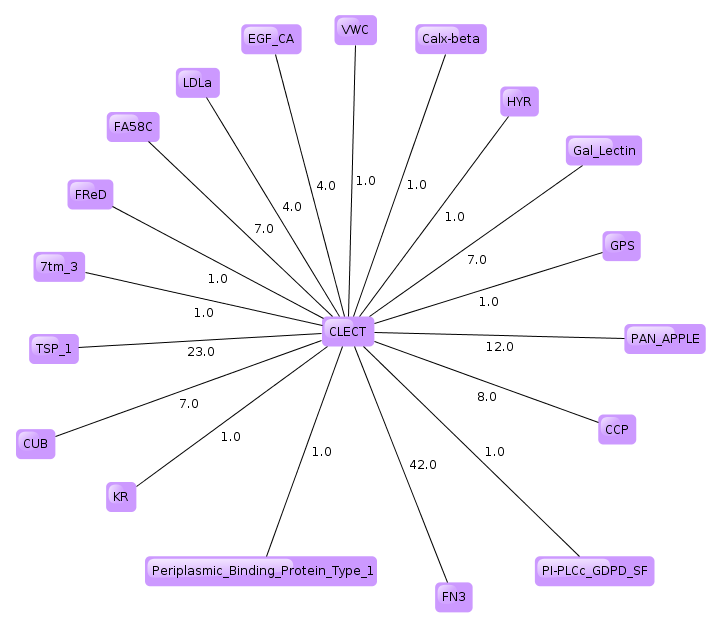 VWC
EGF_CA
Calx-beta
LDLa
HYR
FA58C
Gal_Lectin
4.0
1.0
1.0
FReD
4.0
1.0
7.0
GPS
7tm_3
7.0
1.0
1.0
1.0
CLECT
PAN_APPLE
TSP_1
23.0
12.0
7.0
8.0
CUB
1.0
CCP
1.0
1.0
42.0
KR
Periplasmic_Binding_Protein_Type_1
PI-PLCc_GDPD_SF
FN3